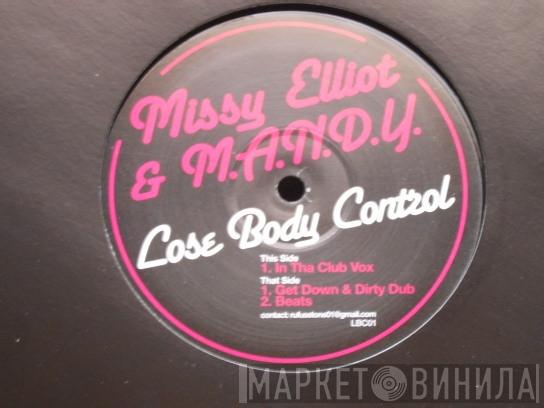 Missy Elliot
& M.A.N.D.Y.
Lose Body Control
This Side
1. In Tha Club Vox
That Side
1. Get Down & Dirty Dub
2. Beats
contact: rufusstone01@gmail.com
LBC01
МАРКЕТ ВИНИЛА